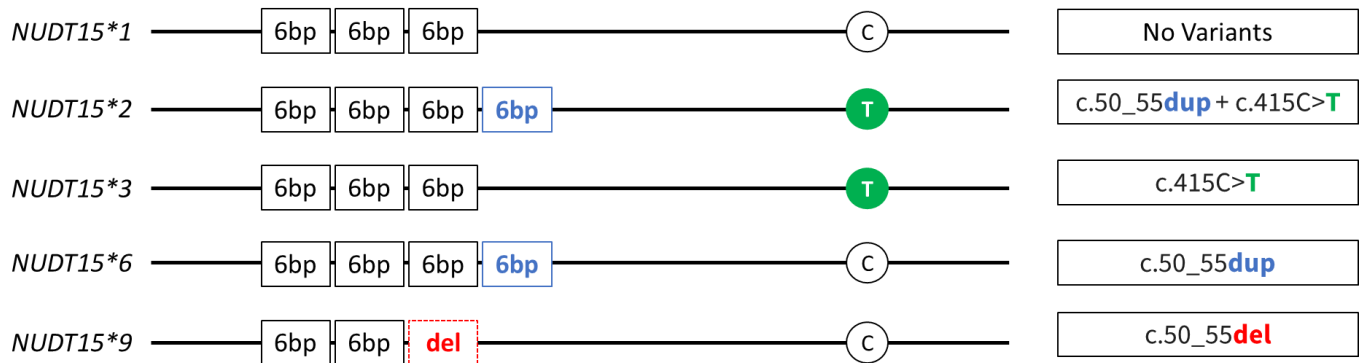 NUDT15*1 6bp 6bp 6bp C No Variants
NUDT15*2 6bp 6bp 6bp 6bp T c.50_55dup + c.415C>T
NUDT15*3 6bp 6bp 6bp T c.415C>T
NUDT15*6 6bp 6bp 6bp 6bp C c.50_55dup
NUDT15*9 6bp 6bp del C c.50_55del